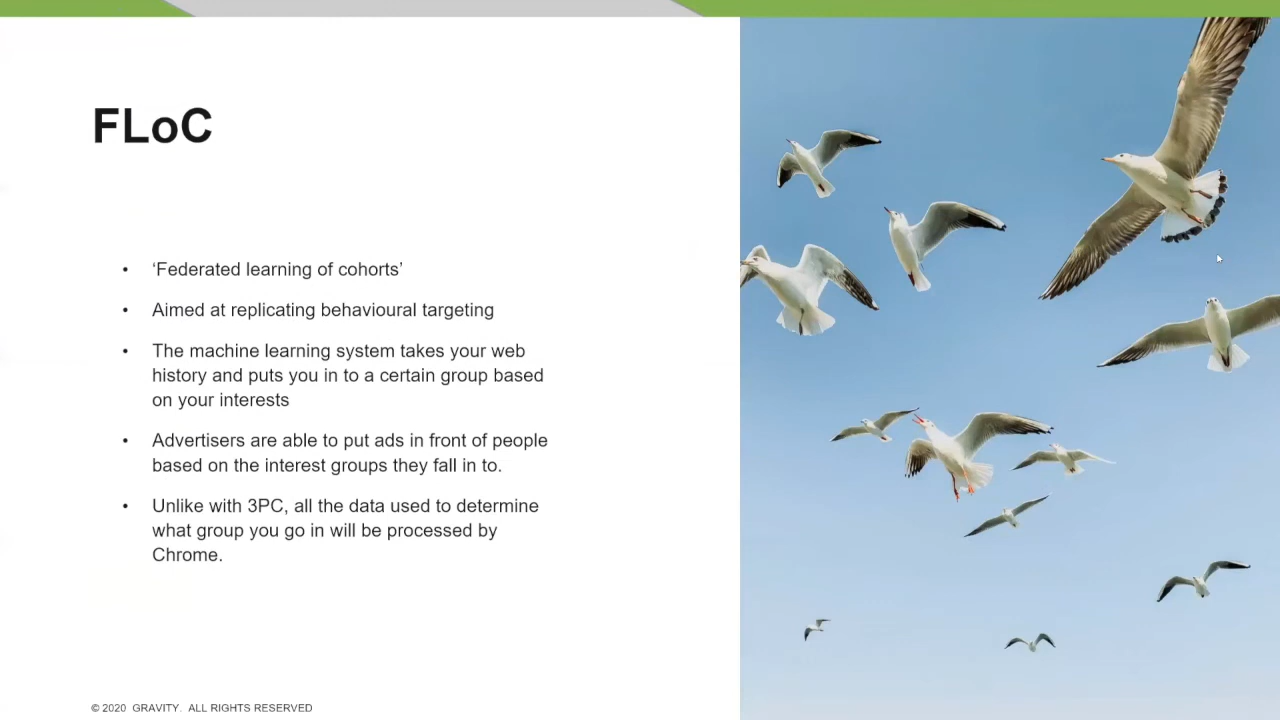 FLoC
• ‘Federated learning of cohorts’
• Aimed at replicating behavioural targeting
• The machine learning system takes your web
history and puts you in to a certain group based
on your interests
• Advertisers are able to put ads in front of people
based on the interest groups they fall in to.
• Unlike with 3PC, all the data used to determine
what group you go in will be processed by
Chrome.
© 2020 GRAVITY. ALL RIGHTS RESERVED